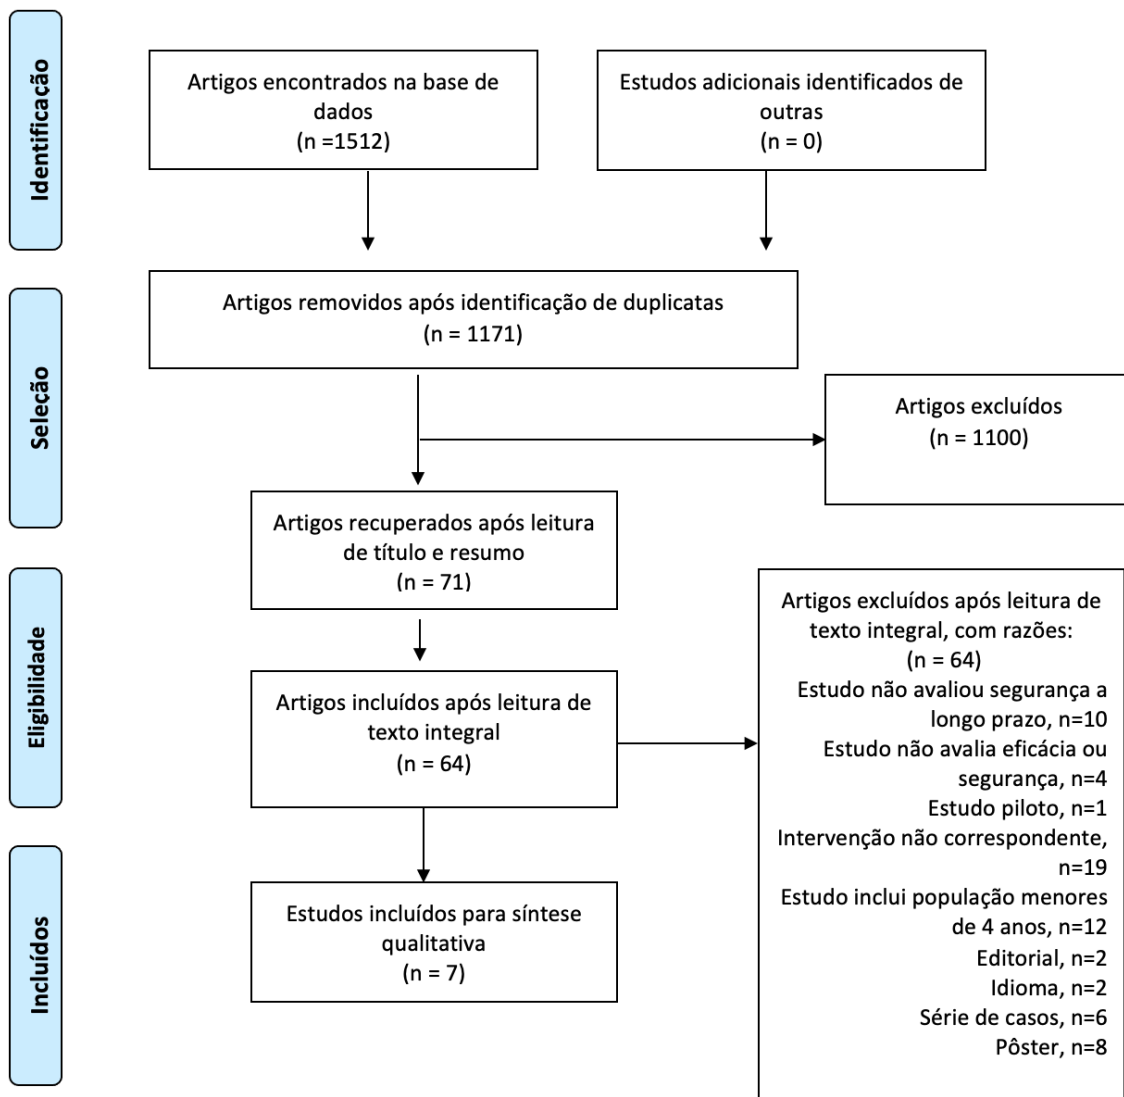 Identificação
Artigos encontrados na base de
dados
(n =1512)
Estudos adicionais identificados de
outras
(n = 0)
Seleção
Artigos removidos após identificação de duplicatas
(n = 1171)
Artigos excluídos
(n = 1100)
Artigos recuperados após leitura
de título e resumo
(n = 71)
Eligibilidade
Artigos incluídos após leitura de
texto integral
(n = 64)
Artigos excluídos após leitura de
texto integral, com razões:
(n = 64)
Estudo não avaliou segurança a
longo prazo, n=10
Estudo não avalia eficácia ou
segurança, n=4
Estudo piloto, n=1
Intervenção não correspondente,
n=19
Estudo inclui população menores
de 4 anos, n=12
Editorial, n=2
Idioma, n=2
Série de casos, n=6
Pôster, n=8
Incluídos
Estudos incluídos para síntese
qualitativa
(n = 7)